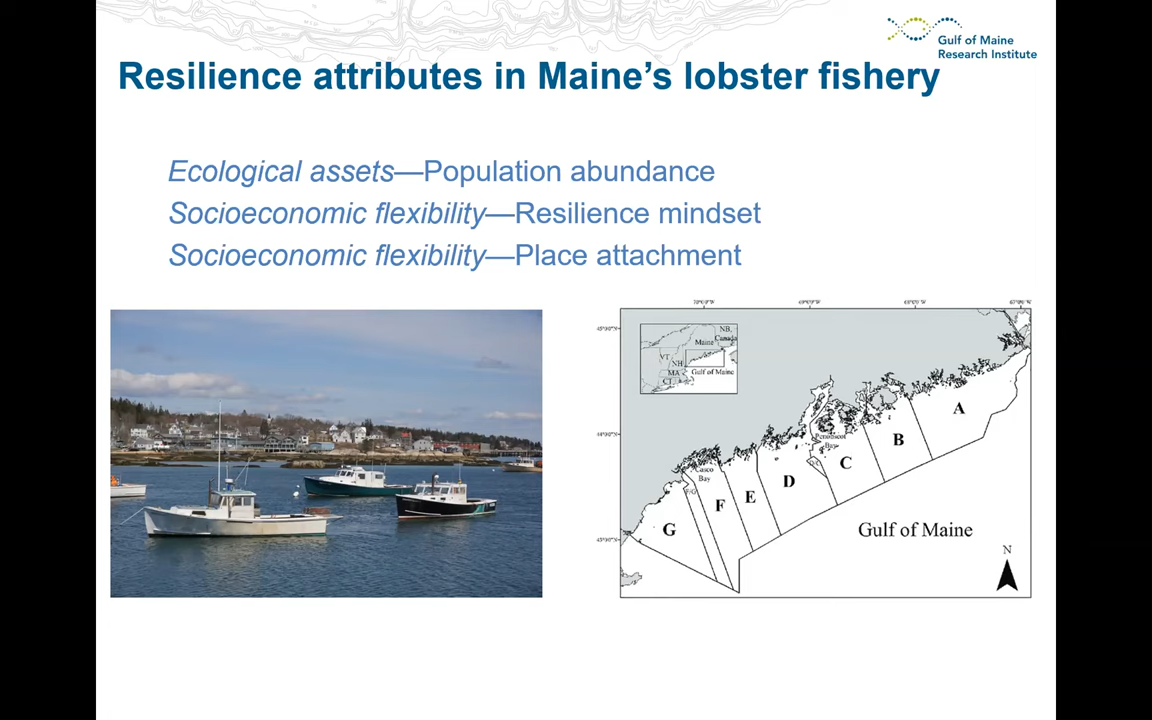 Gulf of Maine
Research Institute
Resilience attributes in Maine’s lobster fishery
Ecological assets—Population abundance
Socioeconomic flexibility—Resilience mindset
Socioeconomic flexibility—Place attachment
NB,
Canada
Maine
VT
NH
MA
CT
Gulf of Maine
A
B
Penobscot
Bay
C
D
Casco
Bay
E
F
F/G
G
Gulf of Maine
N